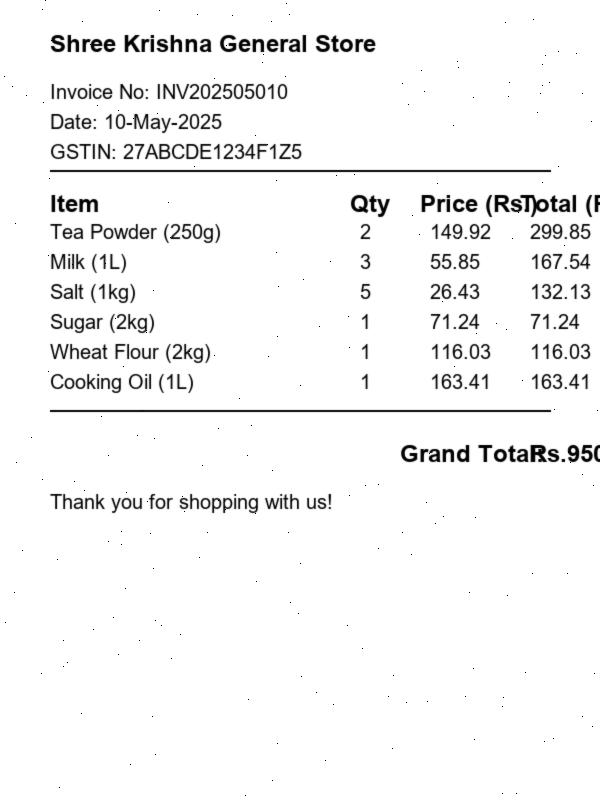 Shree Krishna General Store
Invoice No: INV202505010
Date: 10-May-2025
GSTIN: 27ABCDE1234F1Z5
Item Qty Price (Rs.) Total (R
Tea Powder (250g) 2 149.92 299.85
Milk (1L) 3 55.85 167.54
Salt (1kg) 5 26.43 132.13
Sugar (2kg) 1 71.24 71.24
Wheat Flour (2kg) 1 116.03 116.03
Cooking Oil (1L) 1 163.41 163.41
Grand Total Rs.950
Thank you for shopping with us!